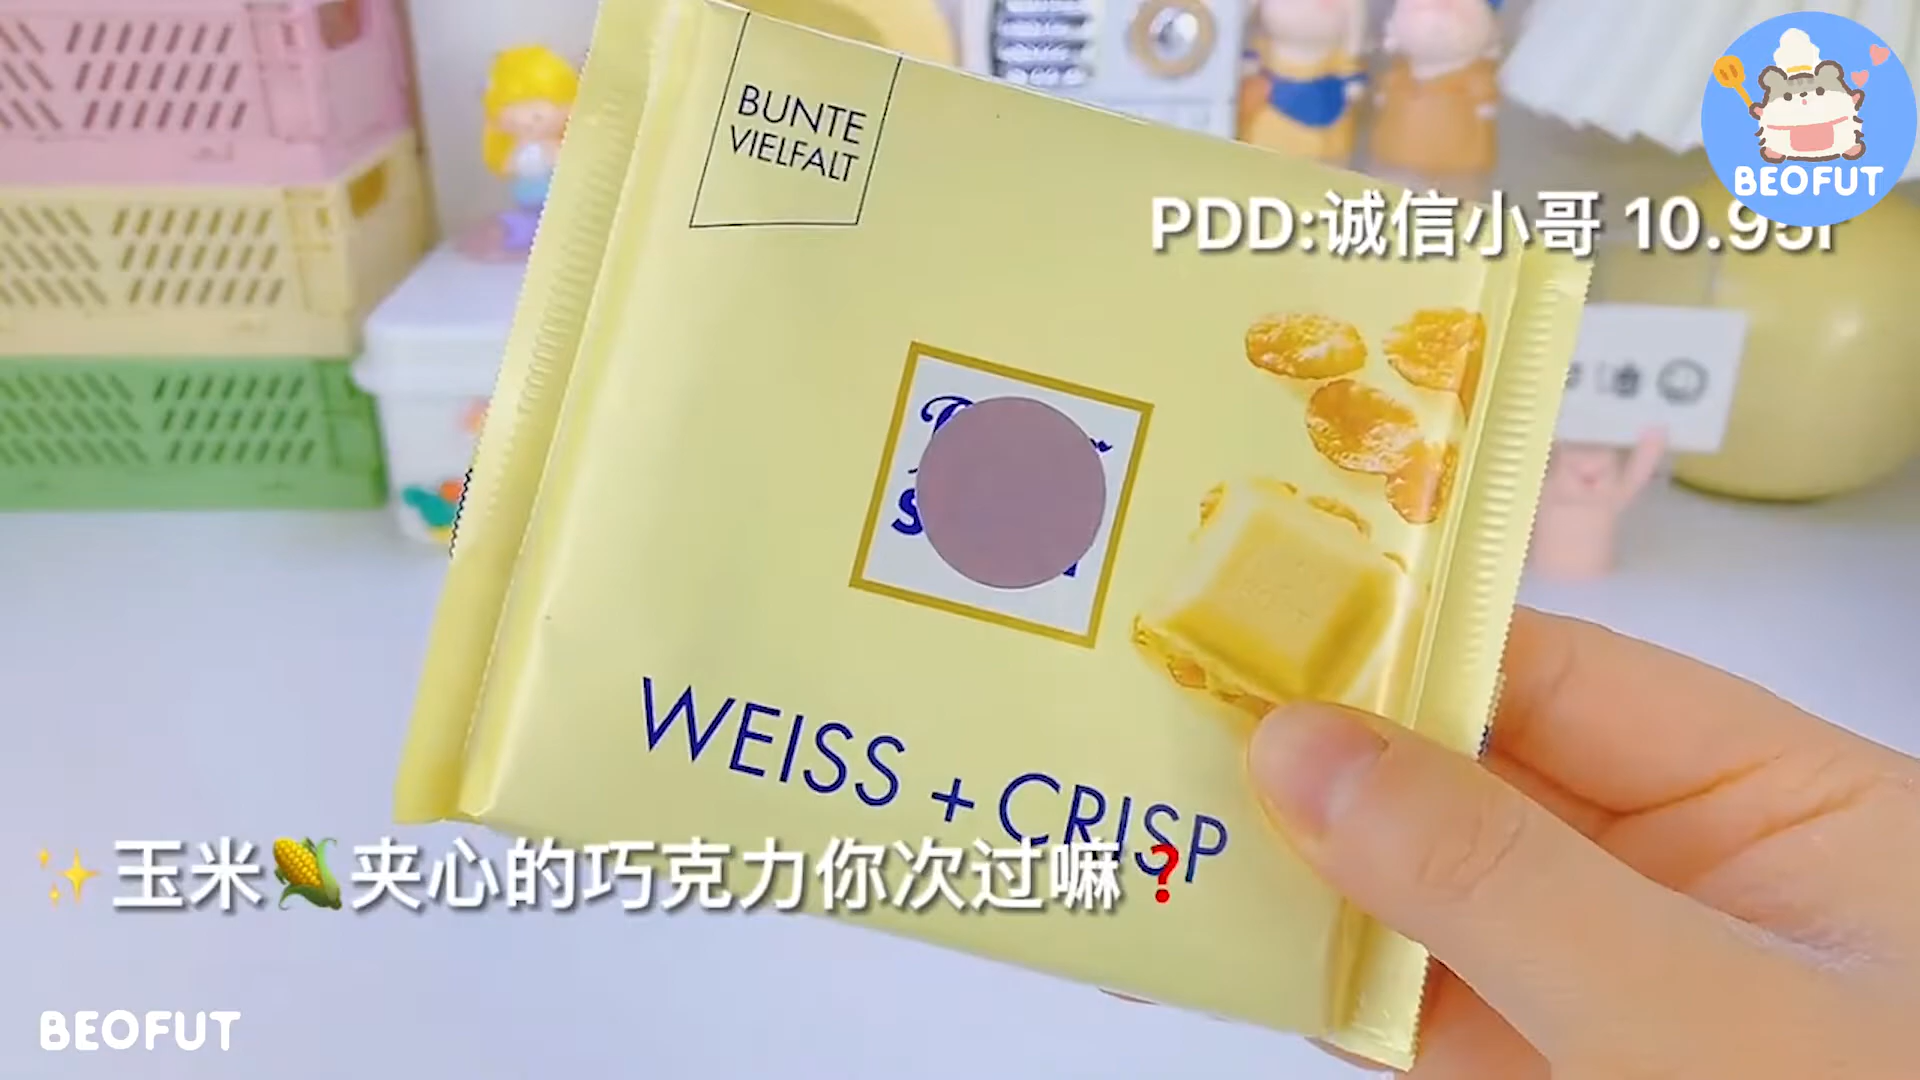 BUNTE
VIELFALT
BEOFUT
PDD:诚信小哥 10.95r
WEISS + CRISP
✨玉米🌽夹心的巧克力你次过嘛❓
BEOFUT